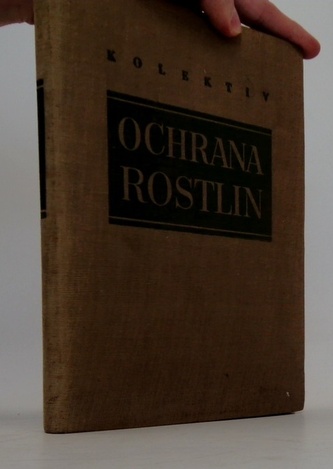 KOLEKTIV
OCHRANA
ROSTLIN